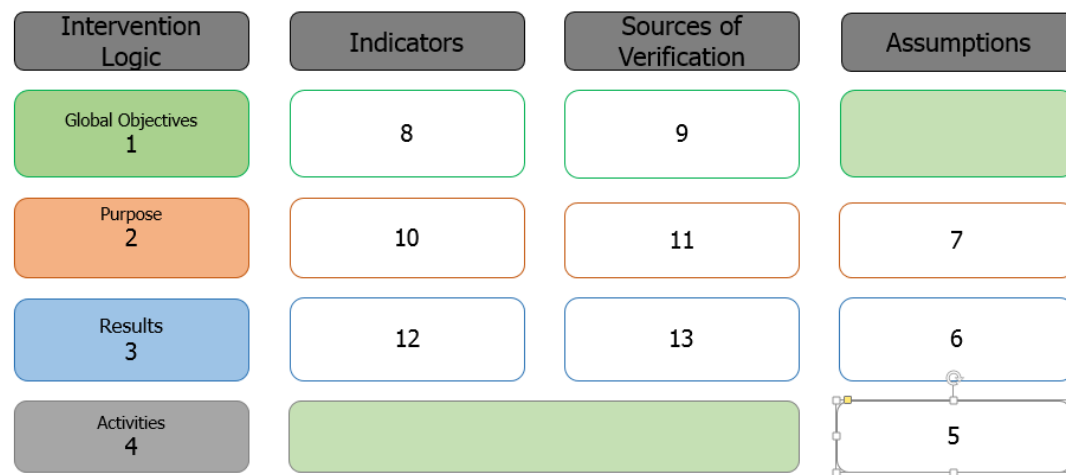 Intervention
Logic
Indicators
Sources of
Verification
Assumptions
Global Objectives
1
8
9
Purpose
2
10
11
7
Results
3
12
13
6
Activities
4
5